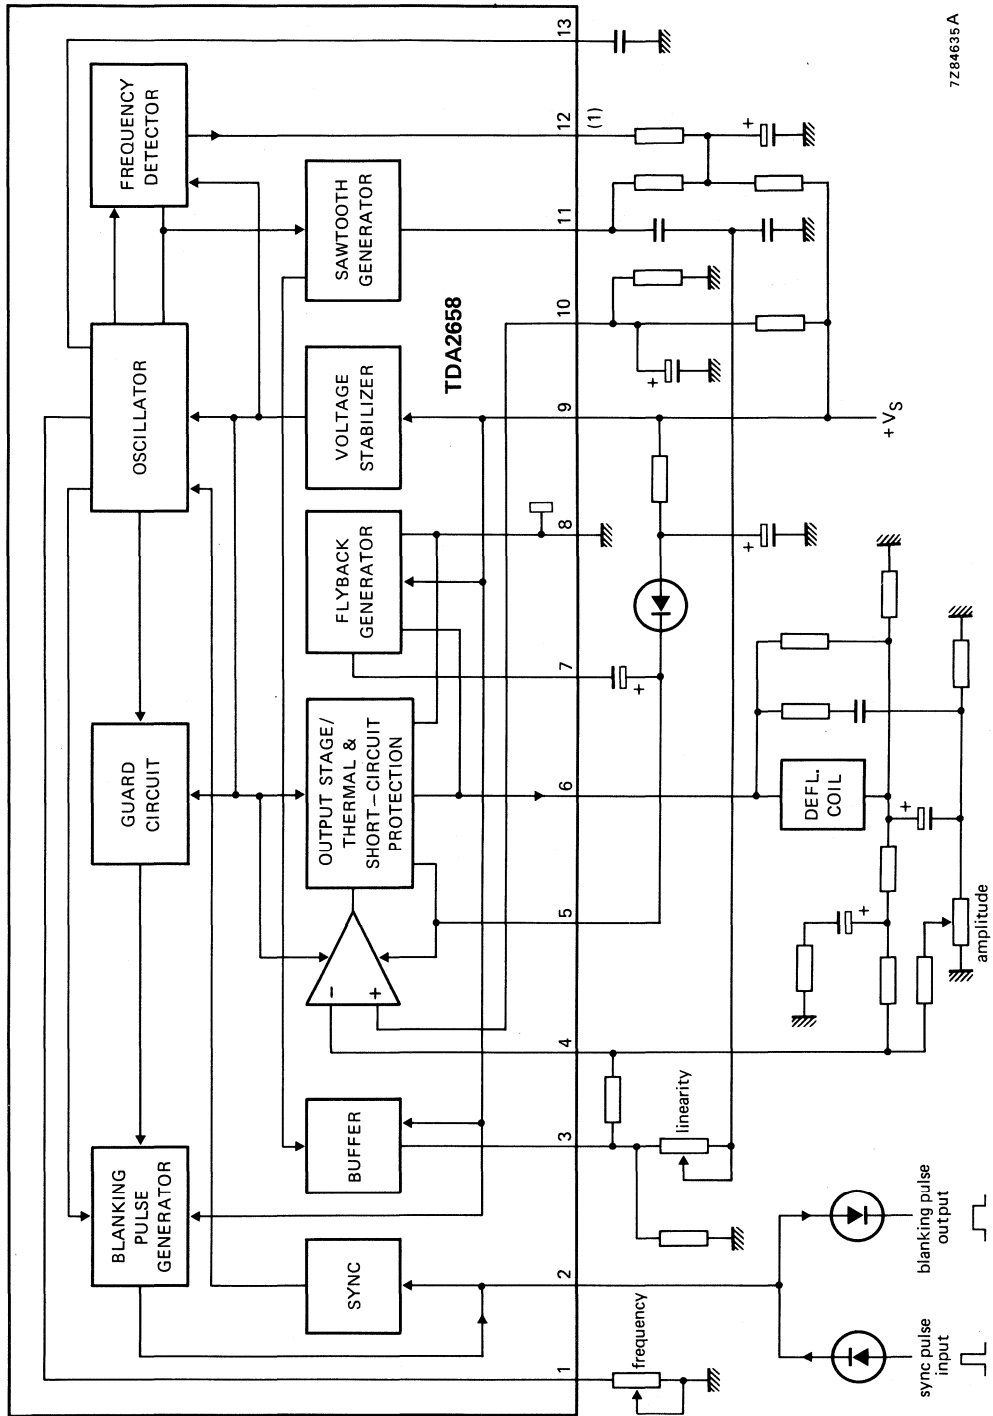 BLANKING
PULSE
GENERATOR
GUARD
CIRCUIT
OSCILLATOR
FREQUENCY
DETECTOR
SYNC
BUFFER
−
+
OUTPUT STAGE/
THERMAL &
SHORT–CIRCUIT
PROTECTION
FLYBACK
GENERATOR
VOLTAGE
STABILIZER
SAWTOOTH
GENERATOR
TDA2658
1
2
3
4
5
6
7
8
9
10
11
12
13
(1)
frequency
linearity
+
+
+
+
DEFL.
COIL
+
+
+VS
sync pulse
input
blanking pulse
output
amplitude
7Z84635A